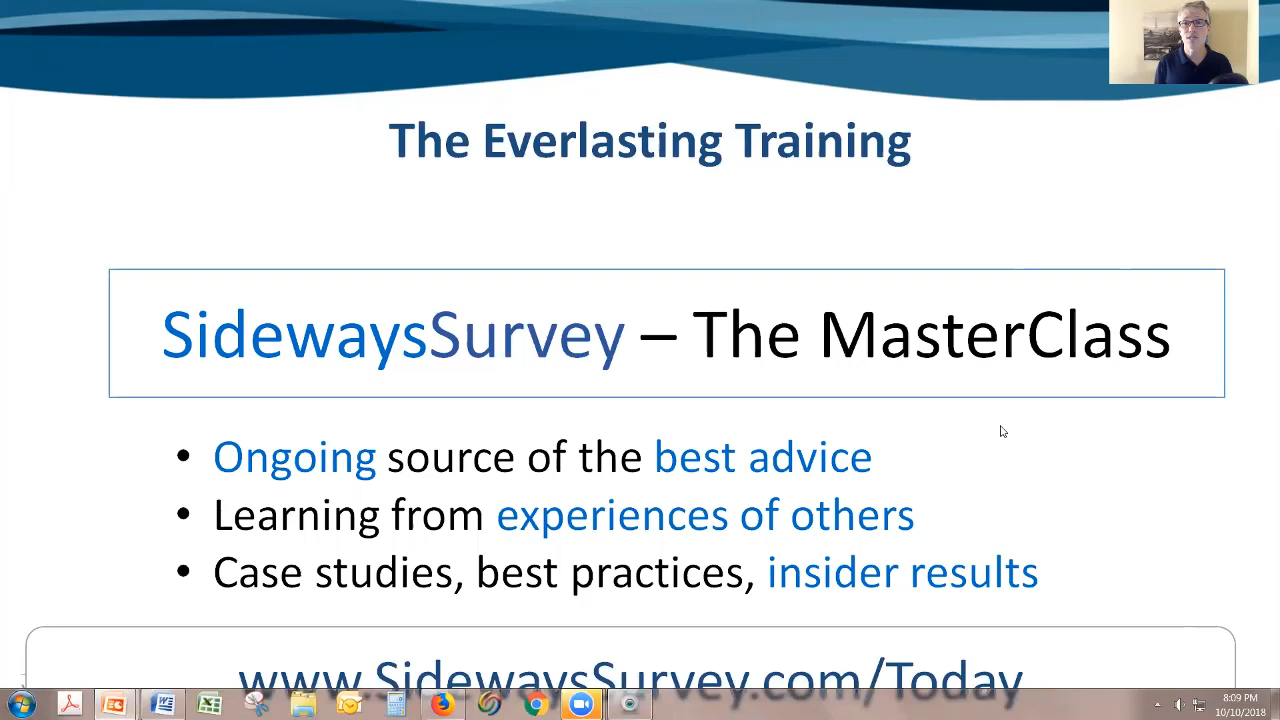 The Everlasting Training
SidewaysSurvey – The MasterClass
• Ongoing source of the best advice
• Learning from experiences of others
• Case studies, best practices, insider results
www.SidewaysSurvey.com/Today
8:09 PM
10/10/2018